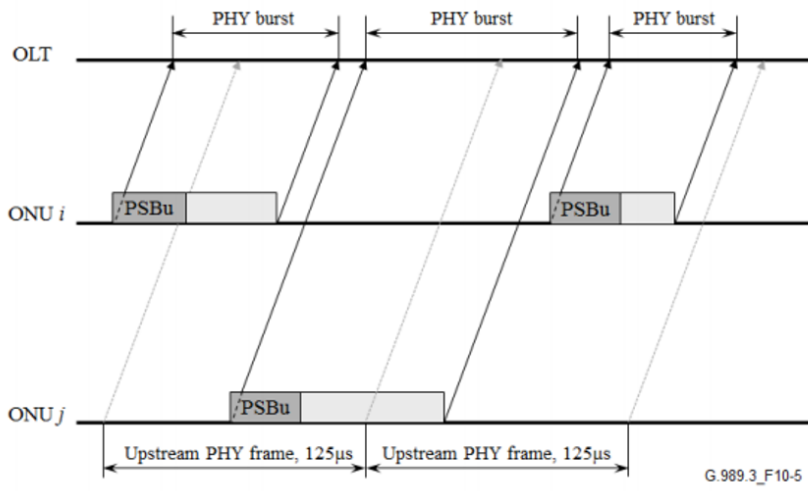 PHY burst PHY burst PHY burst
OLT
PSBu PSBu
ONU i
PSBu
ONU j
Upstream PHY frame, 125μs Upstream PHY frame, 125μs
G.989.3_F10-5